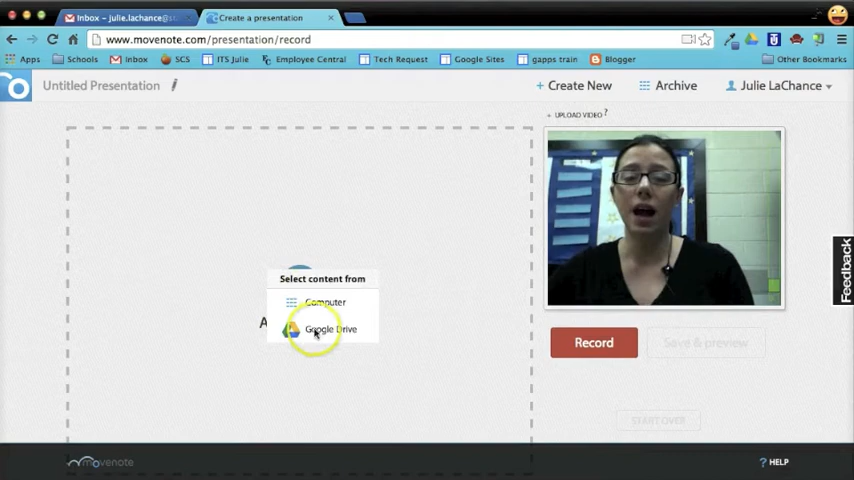 Inbox – julie.lachance@s
Create a presentation
www.movenote.com/presentation/record
Apps Schools Inbox SCS ITS Julie Employee Central Tech Request Google Sites gapps train Blogger Other Bookmarks
Untitled Presentation
+ Create New
Archive
Julie LaChance
+ UPLOAD VIDEO ?
Select content from
Computer
A
Google Drive
Record
Save & preview
START OVER
Feedback
movenote
? HELP